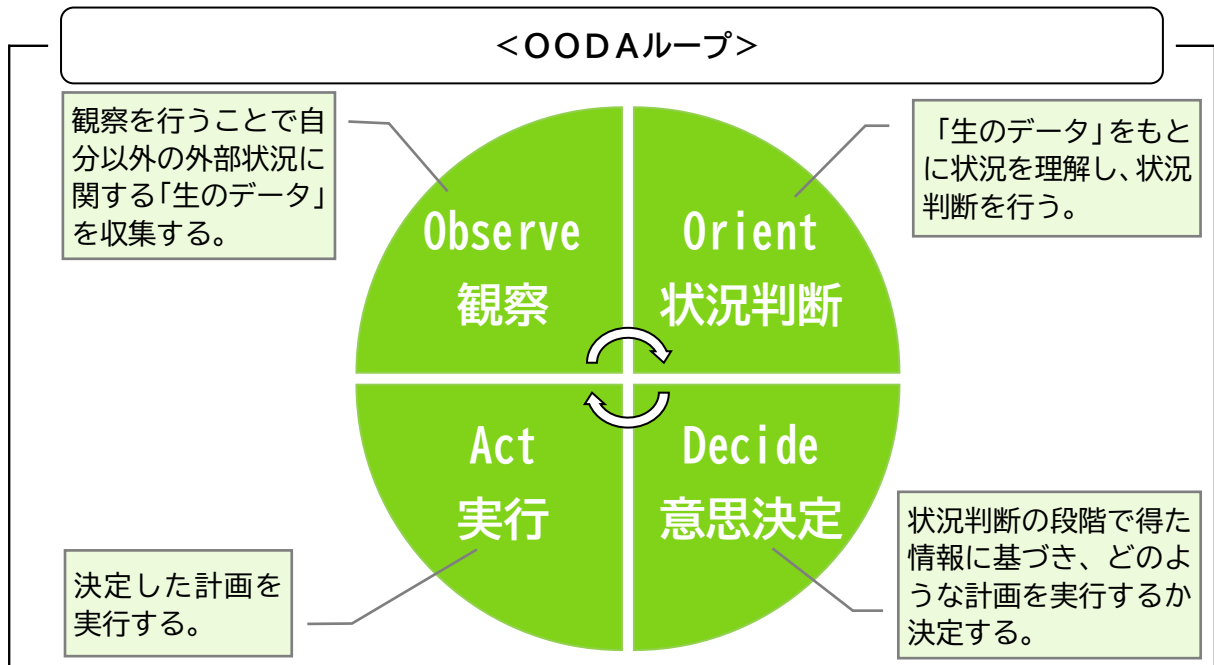 <OODAループ>
観察を行うことで自
分以外の外部状況に
関する「生のデータ」
を収集する。
「生のデータ」をもと
に状況を理解し、状況
判断を行う。
Observe
観察
Orient
状況判断
Act
実行
Decide
意思決定
決定した計画を
実行する。
状況判断の段階で得た
情報に基づき、どのよ
うな計画を実行するか
決定する。